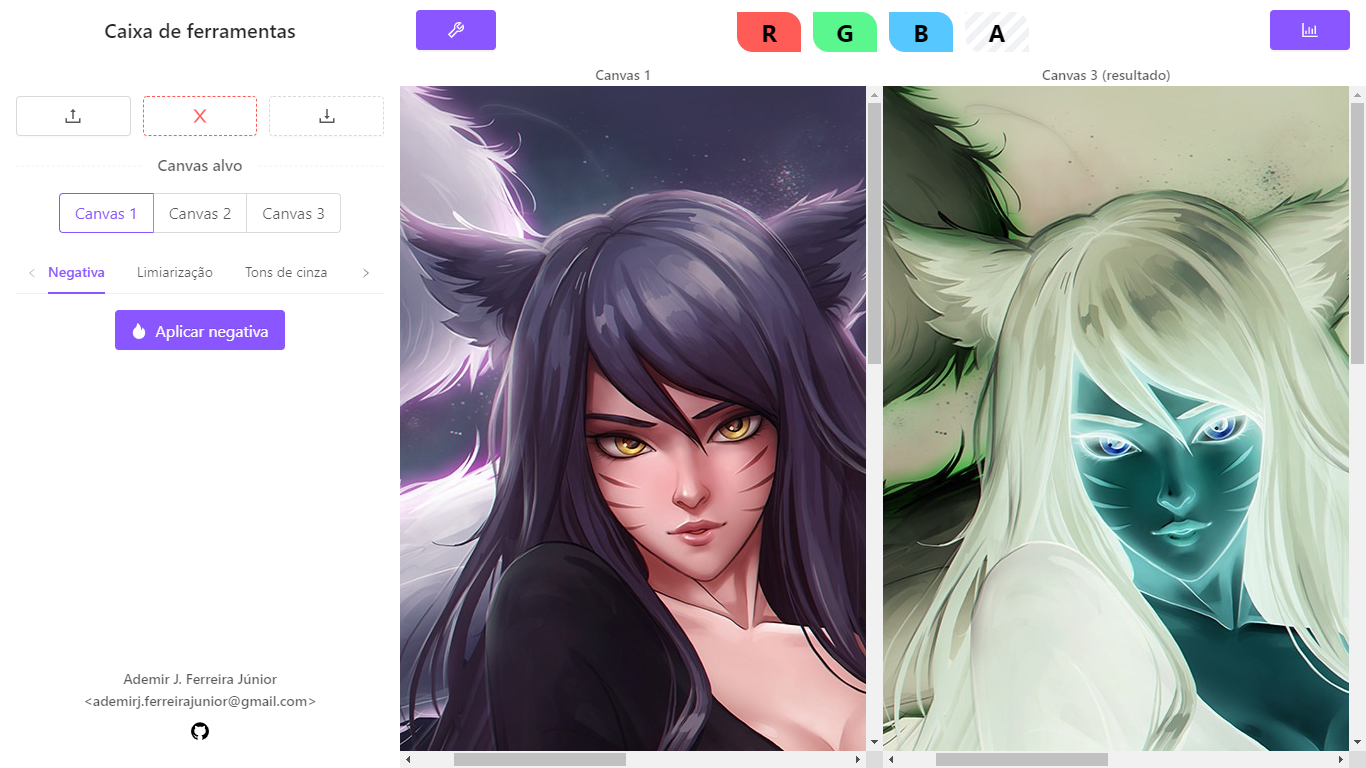 Caixa de ferramentas
R G B A
Canvas 1
Canvas 3 (resultado)
Canvas alvo
Canvas 1 Canvas 2 Canvas 3
Negativa Limiarização Tons de cinza
Aplicar negativa
Ademir J. Ferreira Júnior
<ademirj.ferreirajunior@gmail.com>